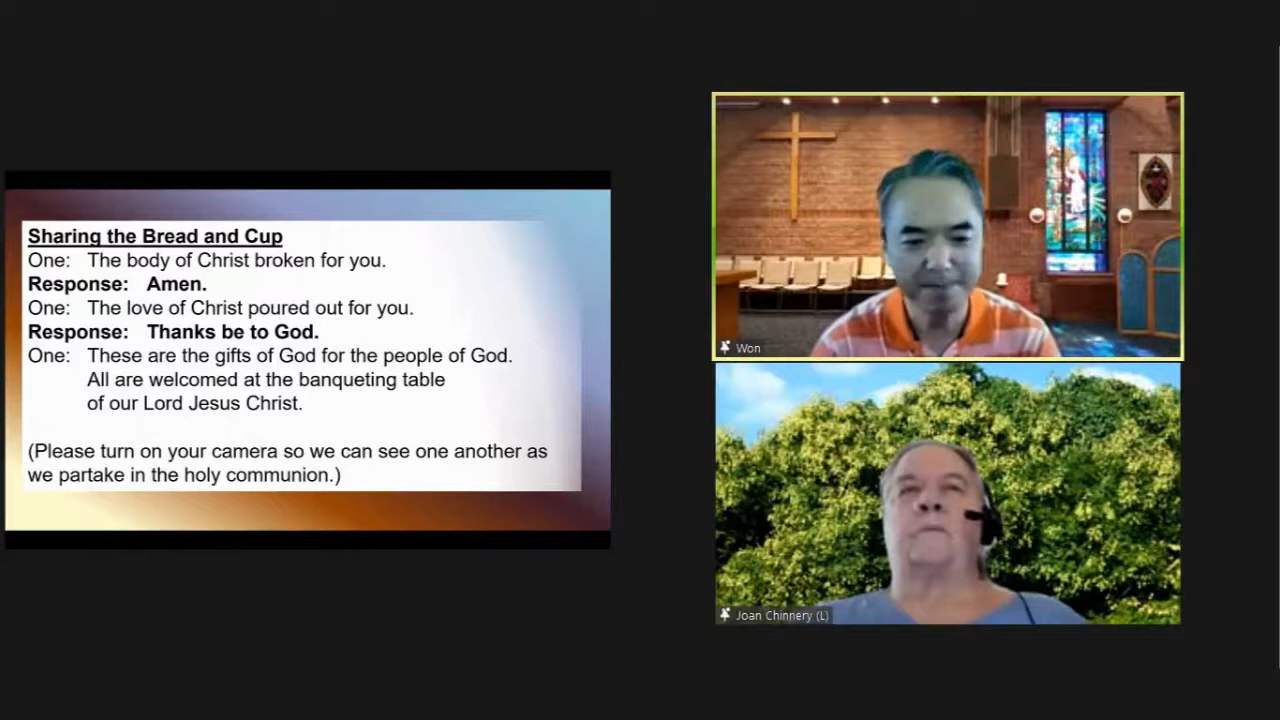 Sharing the Bread and Cup
One: The body of Christ broken for you.
Response: Amen.
One: The love of Christ poured out for you.
Response: Thanks be to God.
One: These are the gifts of God for the people of God.
All are welcomed at the banqueting table
of our Lord Jesus Christ.
(Please turn on your camera so we can see one another as
we partake in the holy communion.)
Won
Joan Chinnery (L)